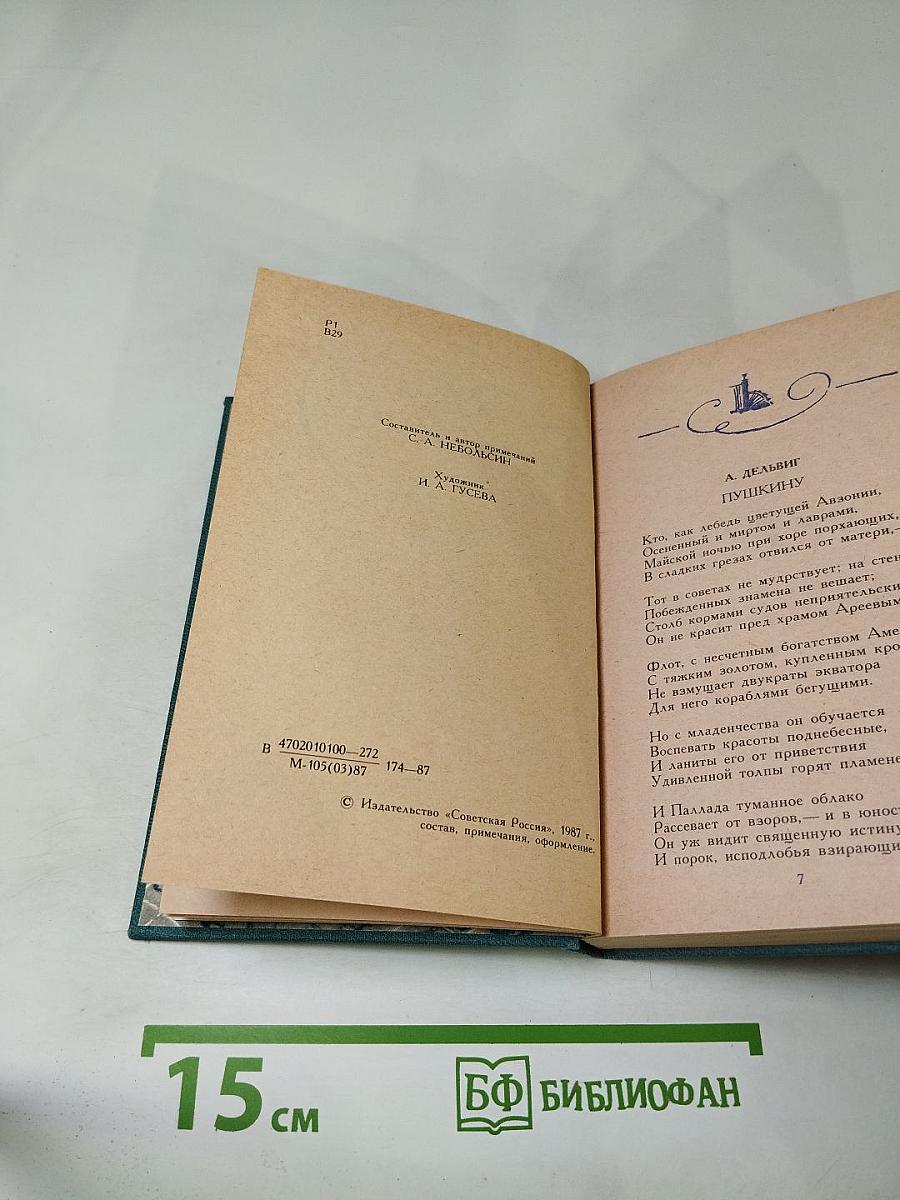 Р1
В29
Составитель и автор примечаний
С. А. НЕБОЛЬСИН
Художник
И. А. ГУСЕВА
В 4702010100—272
М-105(03)87
174—87
© Издательство «Советская Россия», 1987 г.,
состав, примечания, оформление.
А. ДЕЛЬВИГ
ПУШКИНУ
Кто, как лебедь цветущей Авзонии,
Осененный и миртом и лаврами,
Майской ночью при хоре порхающих,
В сладких грезах отвился от матери,—
Тот в советах не мудрствует; на
Побежденных знамена не вешает;
Столб кормами судов
Он не красит пред храмом
Флот, с несчетным богатством
С тяжким золотом, купленным
Не взмущает двукраты экватора
Для него кораблями бегущими.
Но с младенчества он обучается
Воспевать красоты поднебесные,
И ланиты его от приветствия
Удивленной толпы горят
И Паллада туманное облако
Рассевает от взоров,— и в
Он уж видит священную истину
И порок, исподлобья
7
15 см
БФ БИБЛИОФАН